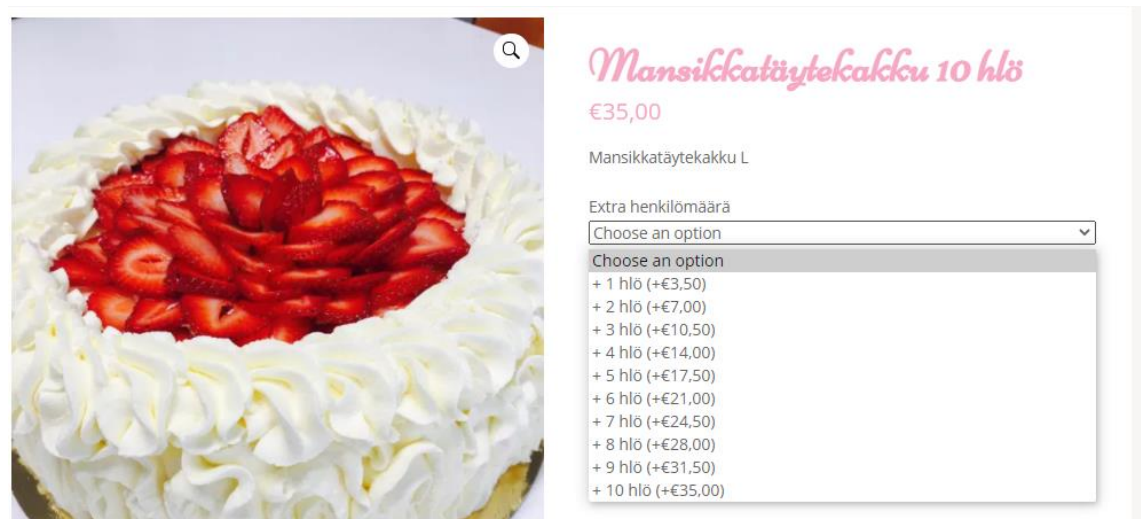 Mansikkatäytekakku 10 hlö
€35,00
Mansikkatäytekakku L
Extra henkilömäärä
Choose an option
Choose an option
+ 1 hlö (+€3,50)
+ 2 hlö (+€7,00)
+ 3 hlö (+€10,50)
+ 4 hlö (+€14,00)
+ 5 hlö (+€17,50)
+ 6 hlö (+€21,00)
+ 7 hlö (+€24,50)
+ 8 hlö (+€28,00)
+ 9 hlö (+€31,50)
+ 10 hlö (+€35,00)